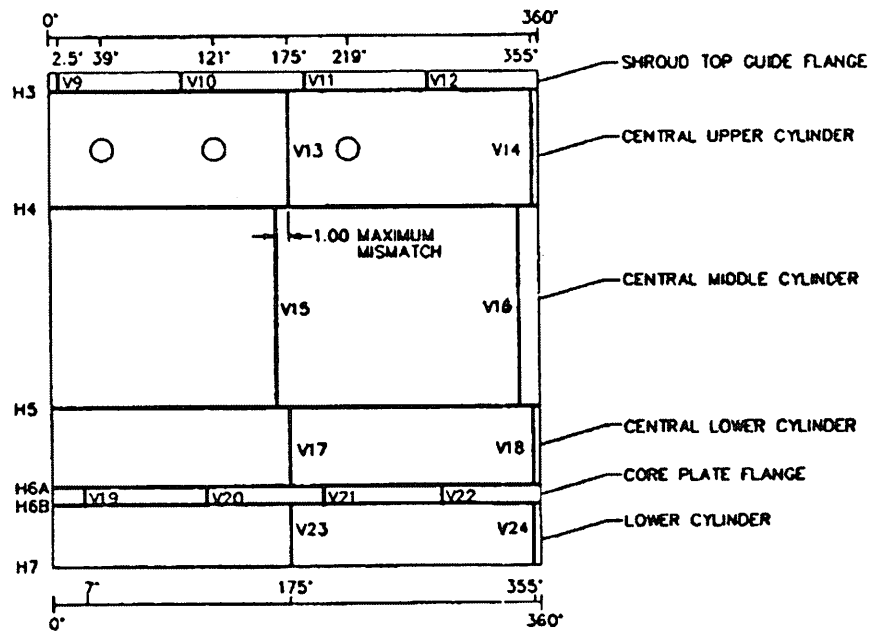 0° 360°
2.5° 39° 121° 175° 219° 355°
V9 V10 V11 V12 SHROUD TOP GUIDE FLANGE
H3
V13 V14 CENTRAL UPPER CYLINDER
H4
1.00 MAXIMUM
MISMATCH
CENTRAL MIDDLE CYLINDER
V15 V16
H5
V17 V18 CENTRAL LOWER CYLINDER
H6A
V19 V20 V21 V22 CORE PLATE FLANGE
H6B
V23 V24 LOWER CYLINDER
H7
7° 175° 355°
0° 360°